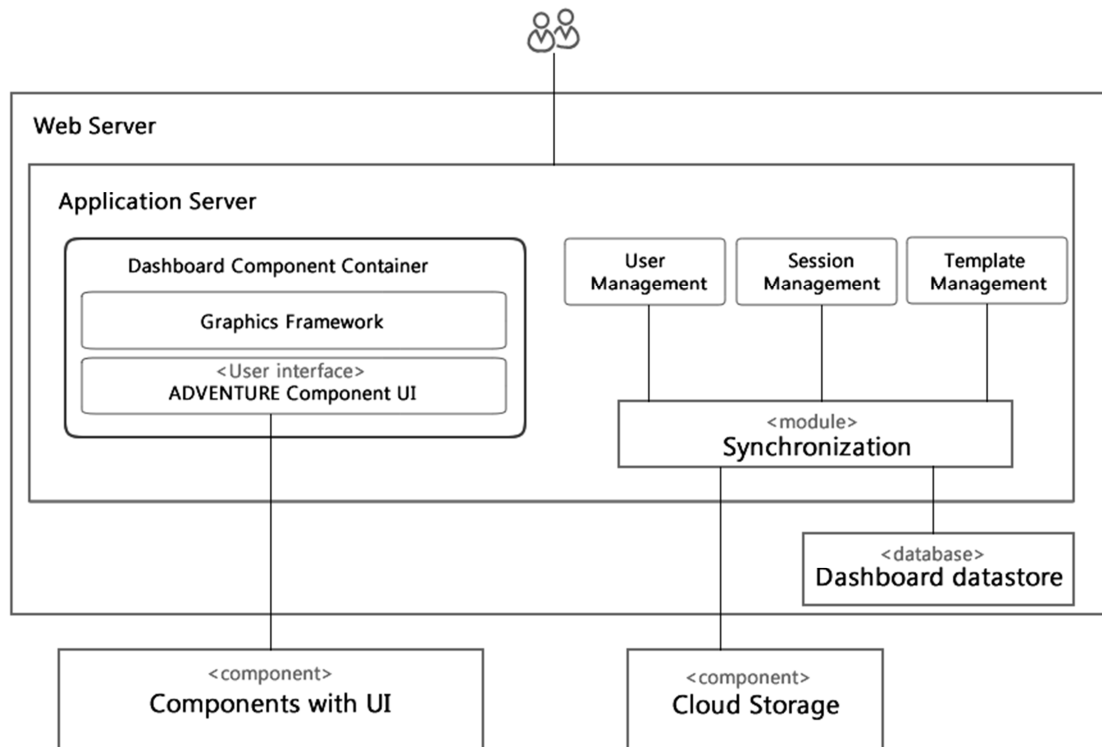 Web Server
Application Server
Dashboard Component Container
Graphics Framework
<User interface>
ADVENTURE Component UI
User
Management
Session
Management
Template
Management
<module>
Synchronization
<database>
Dashboard datastore
<component>
Components with UI
<component>
Cloud Storage